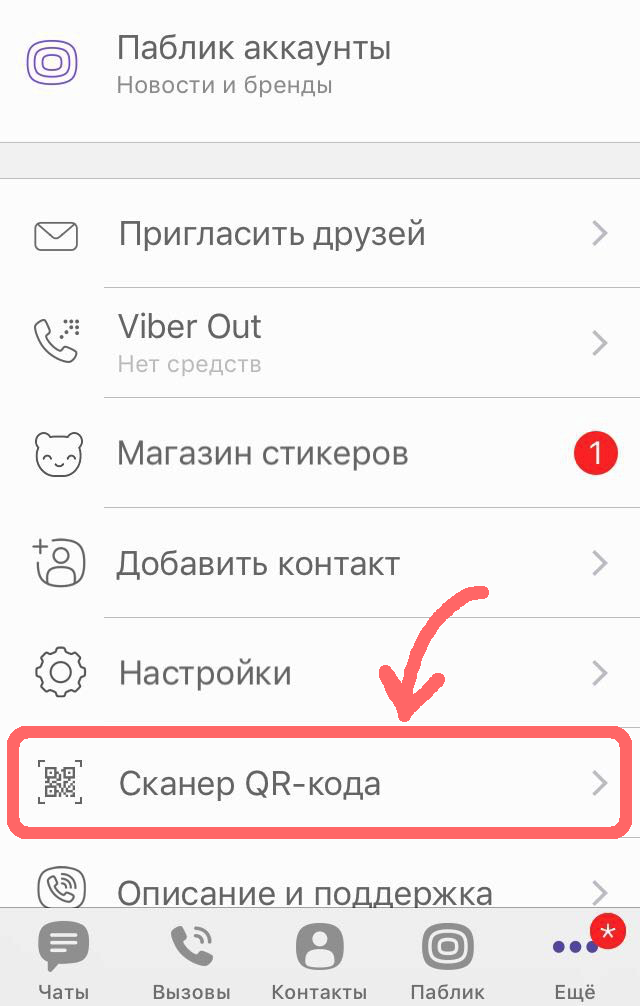 Паблик аккаунты
Новости и бренды
Пригласить друзей
Viber Out
Нет средств
Магазин стикеров
1
Добавить контакт
Настройки
Сканер QR-кода
Описание и поддержка
*
Чаты
Вызовы
Контакты
Паблик
Ещё